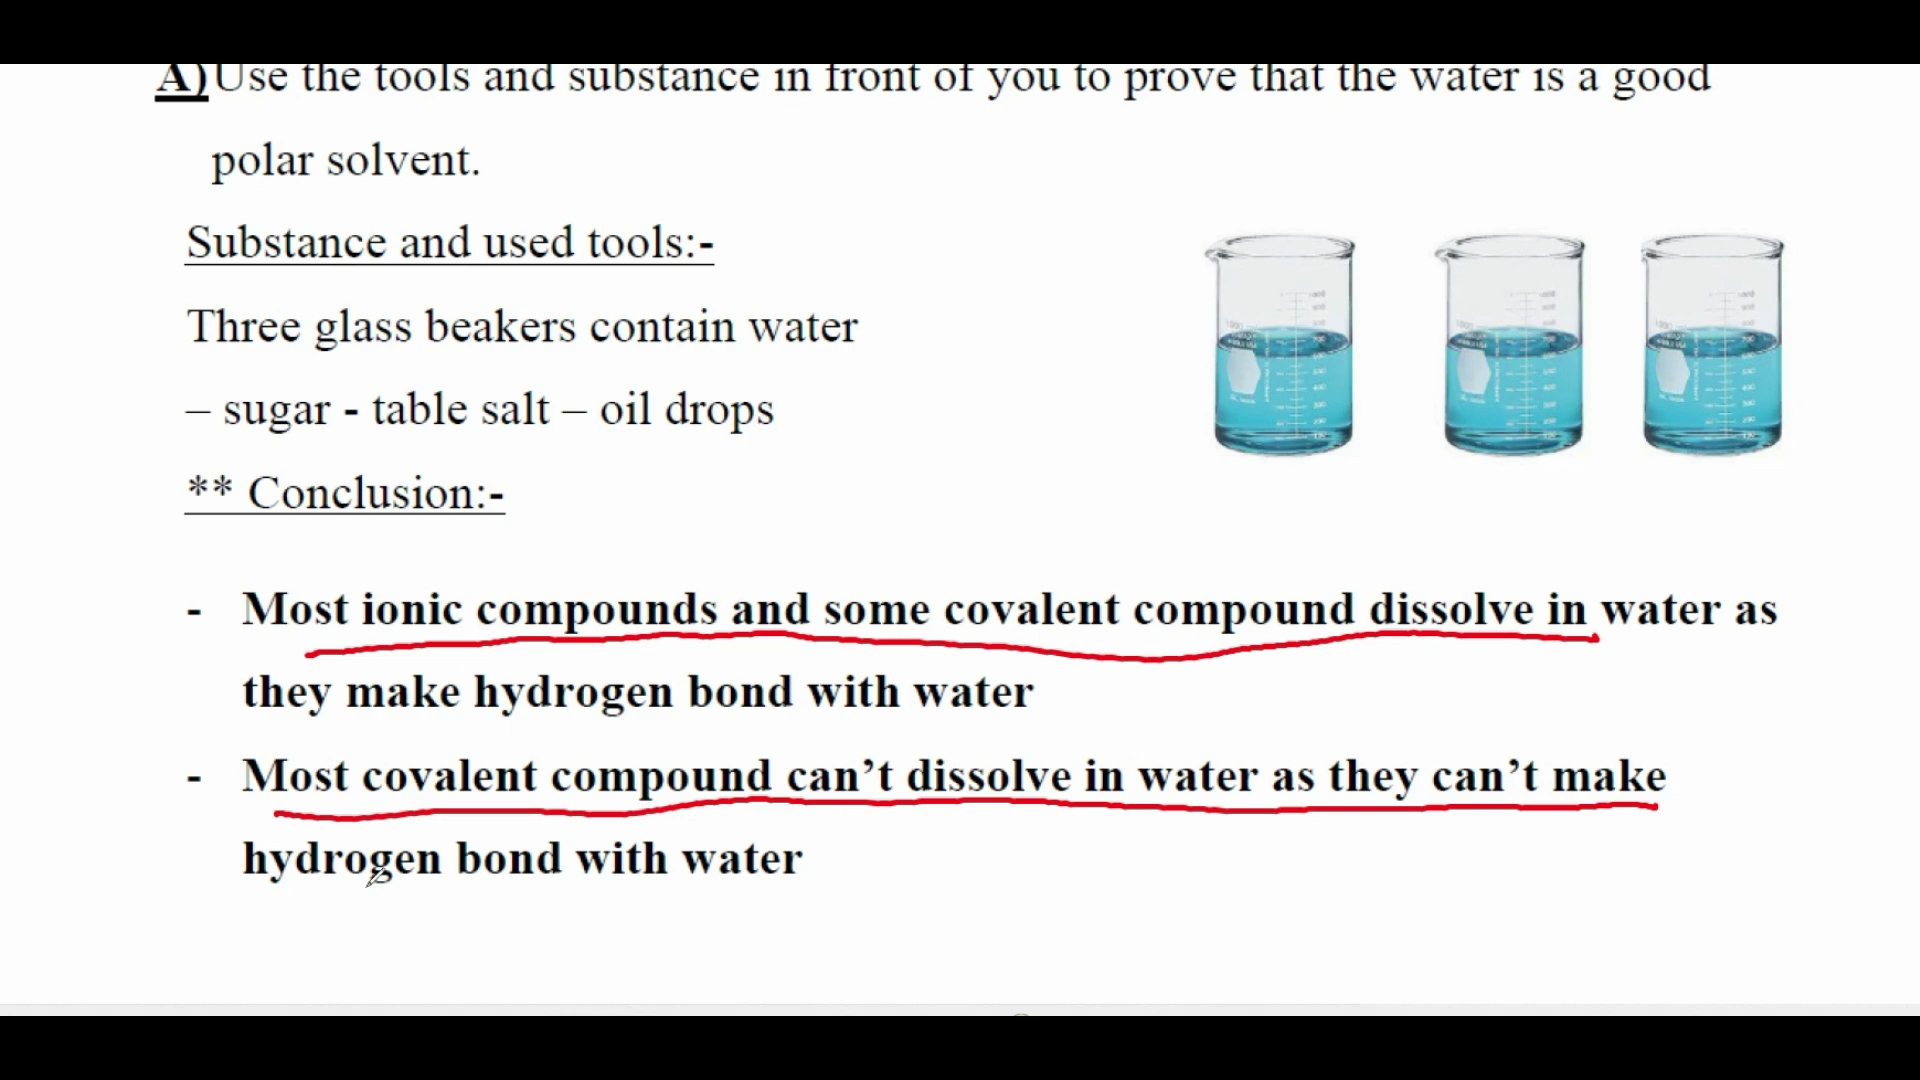 A) Use the tools and substance in front of you to prove that the water is a good
polar solvent.
Substance and used tools:-
Three glass beakers contain water
– sugar - table salt – oil drops
** Conclusion:-
- Most ionic compounds and some covalent compound dissolve in water as
they make hydrogen bond with water
- Most covalent compound can’t dissolve in water as they can’t make
hydrogen bond with water